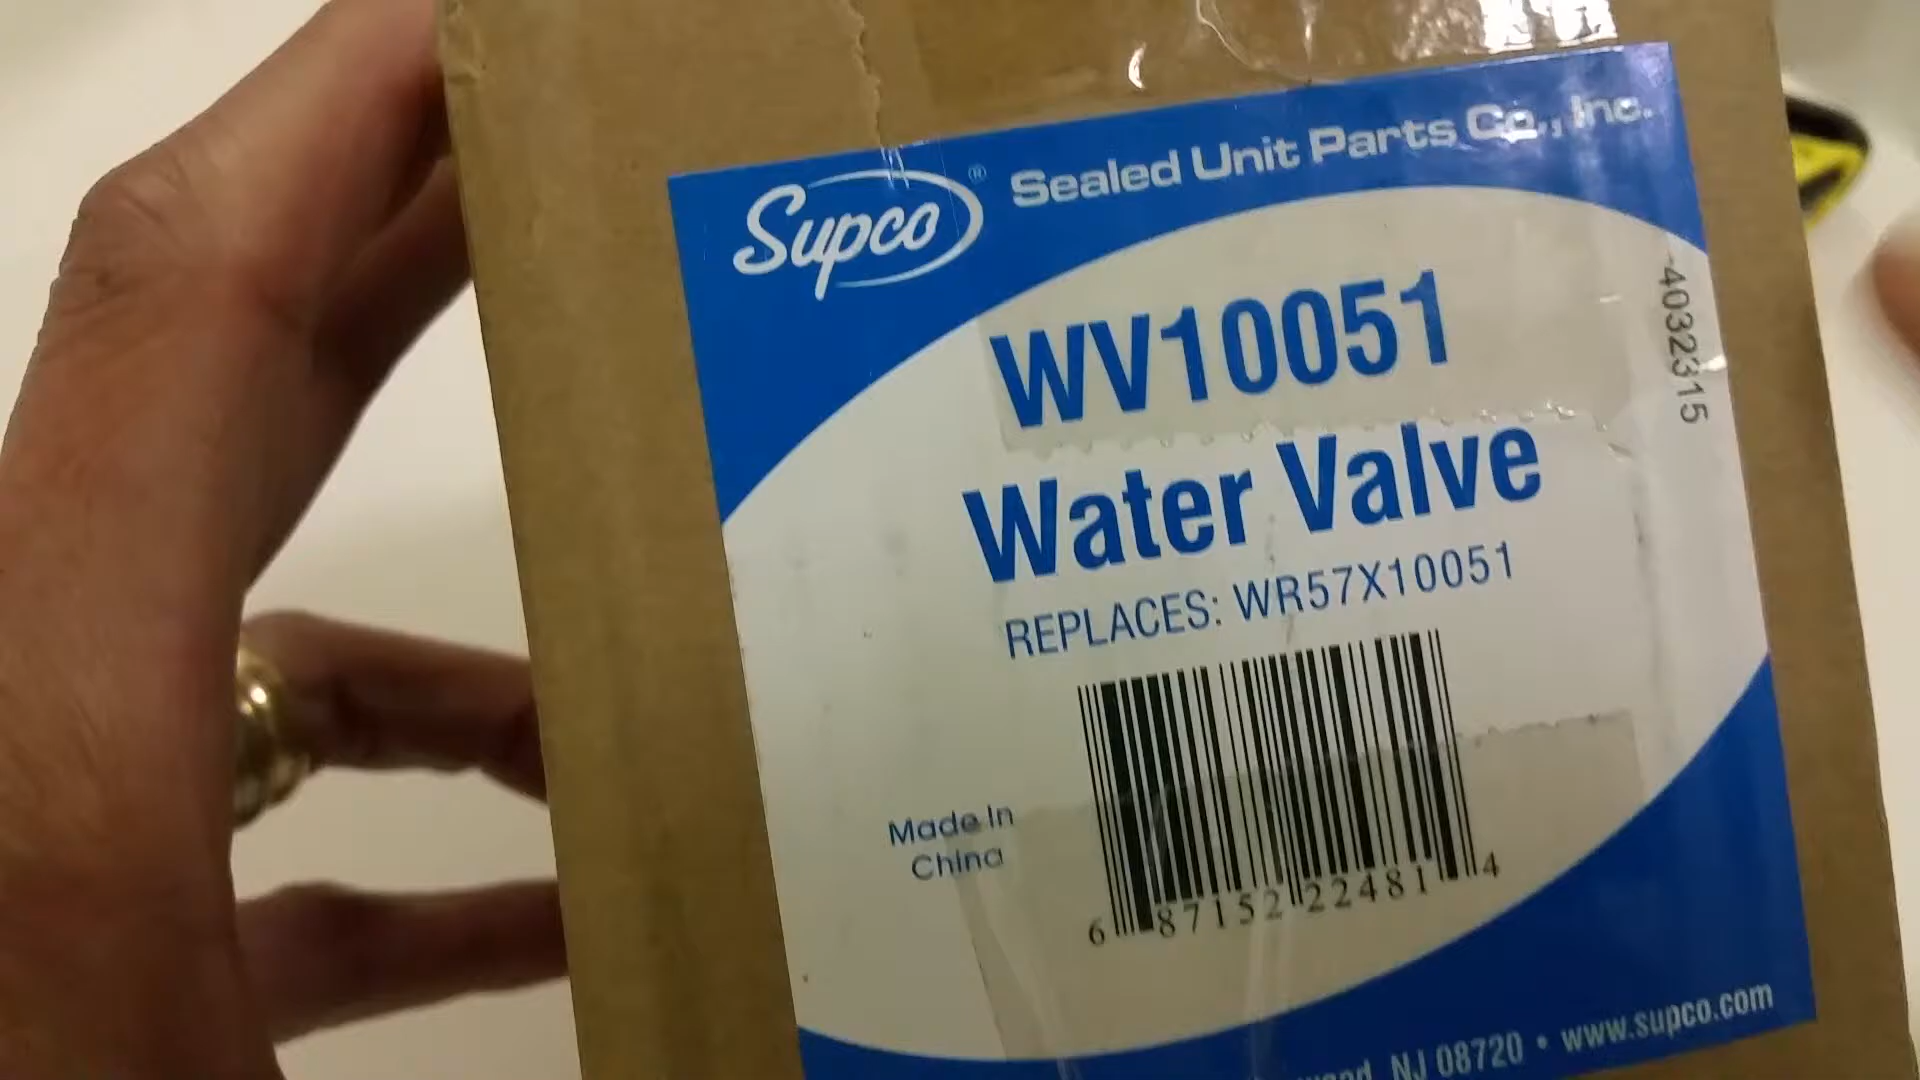 Supco® Sealed Unit Parts Co., Inc.
WV10051
Water Valve
REPLACES: WR57X10051
4032315
Made In
China
6 87152 22481 4
NJ 08720 • www.supco.com